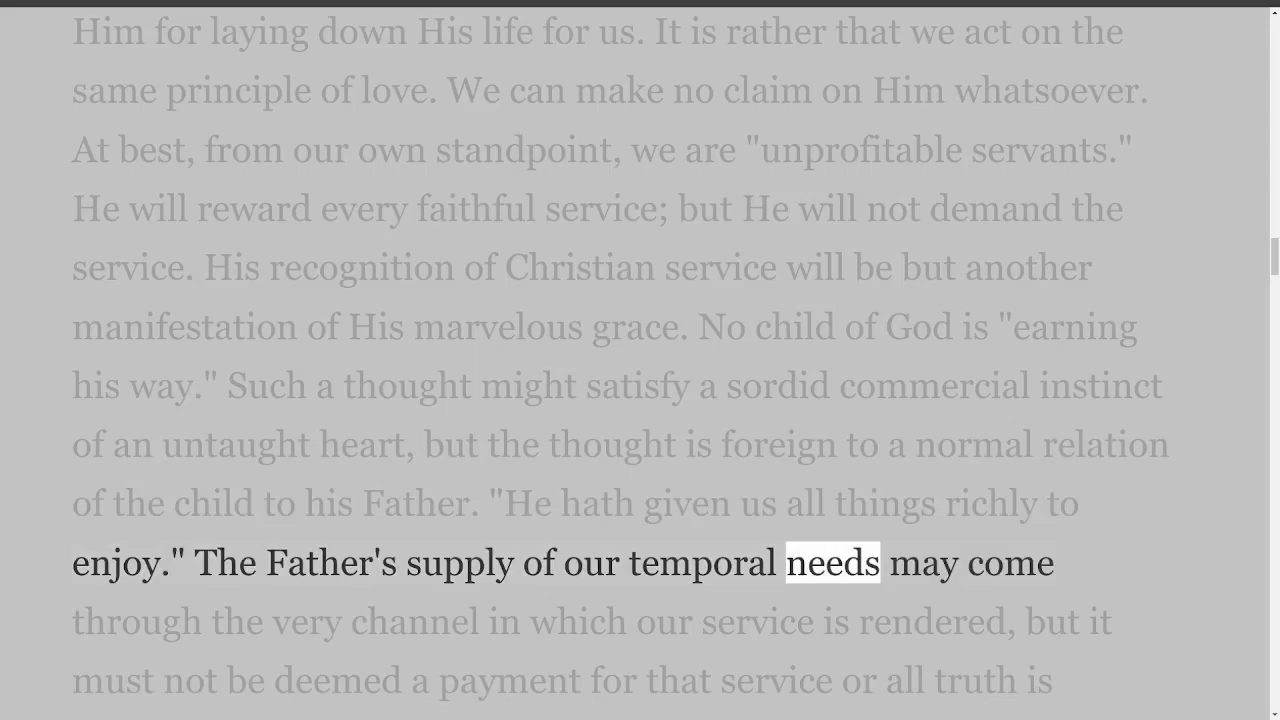 Him for laying down His life for us. It is rather that we act on the
same principle of love. We can make no claim on Him whatsoever.
At best, from our own standpoint, we are "unprofitable servants."
He will reward every faithful service; but He will not demand the
service. His recognition of Christian service will be but another
manifestation of His marvelous grace. No child of God is "earning
his way." Such a thought might satisfy a sordid commercial instinct
of an untaught heart, but the thought is foreign to a normal relation
of the child to his Father. "He hath given us all things richly to
enjoy." The Father's supply of our temporal needs may come
through the very channel in which our service is rendered, but it
must not be deemed a payment for that service or all truth is